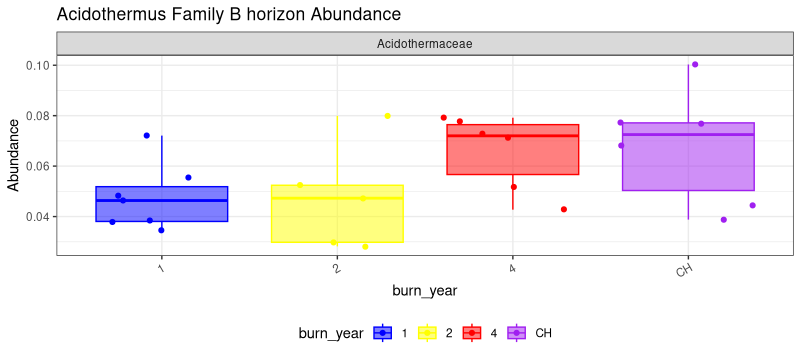 Acidothermus Family B horizon Abundance
Acidothermaceae
0.10
0.08
0.06
0.04
Abundance
1 2 4 CH
burn_year
burn_year 1 2 4 CH